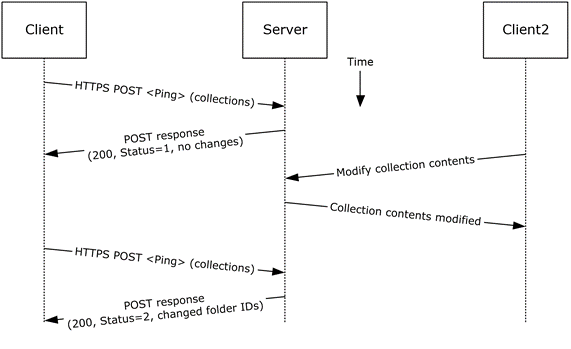 Client
Server
Client2
Time
HTTPS POST <Ping> (collections)
POST response
(200, Status=1, no changes)
Modify collection contents
Collection contents modified
HTTPS POST <Ping> (collections)
POST response
(200, Status=2, changed folder IDs)